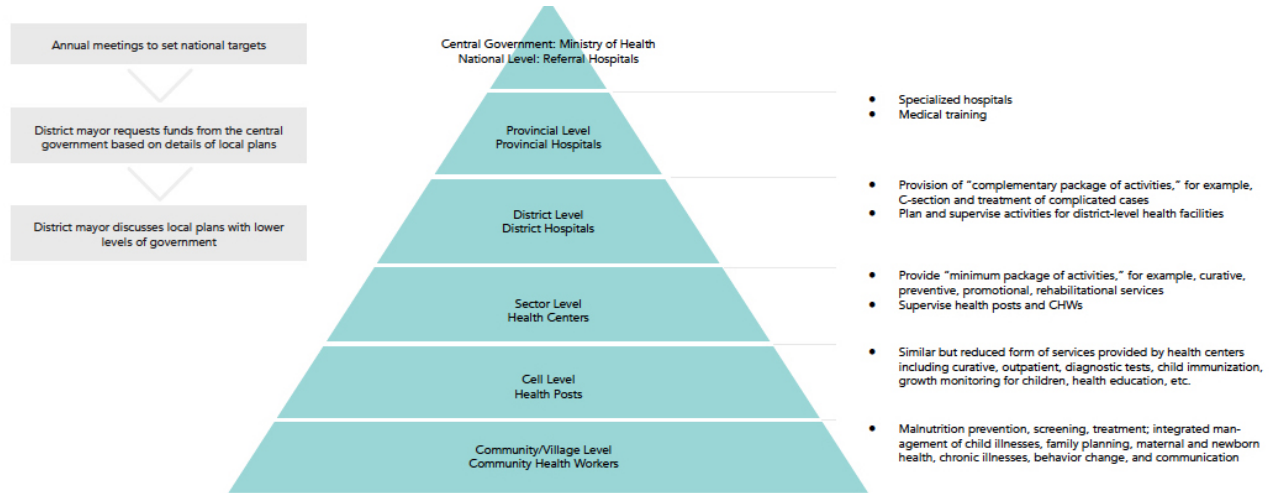 Annual meetings to set national targets
District mayor requests funds from the central
government based on details of local plans
District mayor discusses local plans with lower
levels of government
Central Government: Ministry of Health
National Level: Referral Hospitals
Provincial Level
Provincial Hospitals
District Level
District Hospitals
Sector Level
Health Centers
Cell Level
Health Posts
Community/Village Level
Community Health Workers
● Specialized hospitals
● Medical training
● Provision of “complementary package of activities,” for example,
C-section and treatment of complicated cases
● Plan and supervise activities for district-level health facilities
● Provide “minimum package of activities,” for example, curative,
preventive, promotional, rehabilitational services
● Supervise health posts and CHWs
● Similar but reduced form of services provided by health centers
including curative, outpatient, diagnostic tests, child immunization,
growth monitoring for children, health education, etc.
● Malnutrition prevention, screening, treatment; integrated man-
agement of child illnesses, family planning, maternal and newborn
health, chronic illnesses, behavior change, and communication